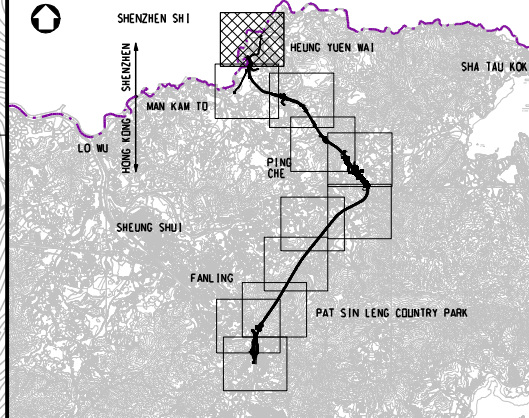 SHENZHEN SHI
HEUNG YUEN WAI
SHA TAU KOK
SHENZHEN
HONG KONG
MAN KAM TO
LO WU
PING
CHE
SHEUNG SHUI
FANLING
PAT SIN LENG COUNTRY PARK